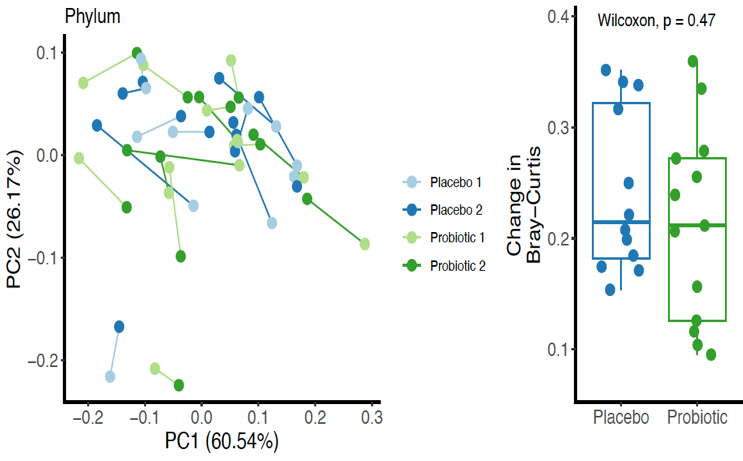 Phylum
0.1
0.0
−0.1
−0.2
PC2 (26.17%)
−0.2
−0.1
0.0
0.1
0.2
0.3
PC1 (60.54%)
Placebo 1
Placebo 2
Probiotic 1
Probiotic 2
Wilcoxon, p = 0.47
0.4
0.3
0.2
0.1
Change in
Bray−Curtis
Placebo
Probiotic